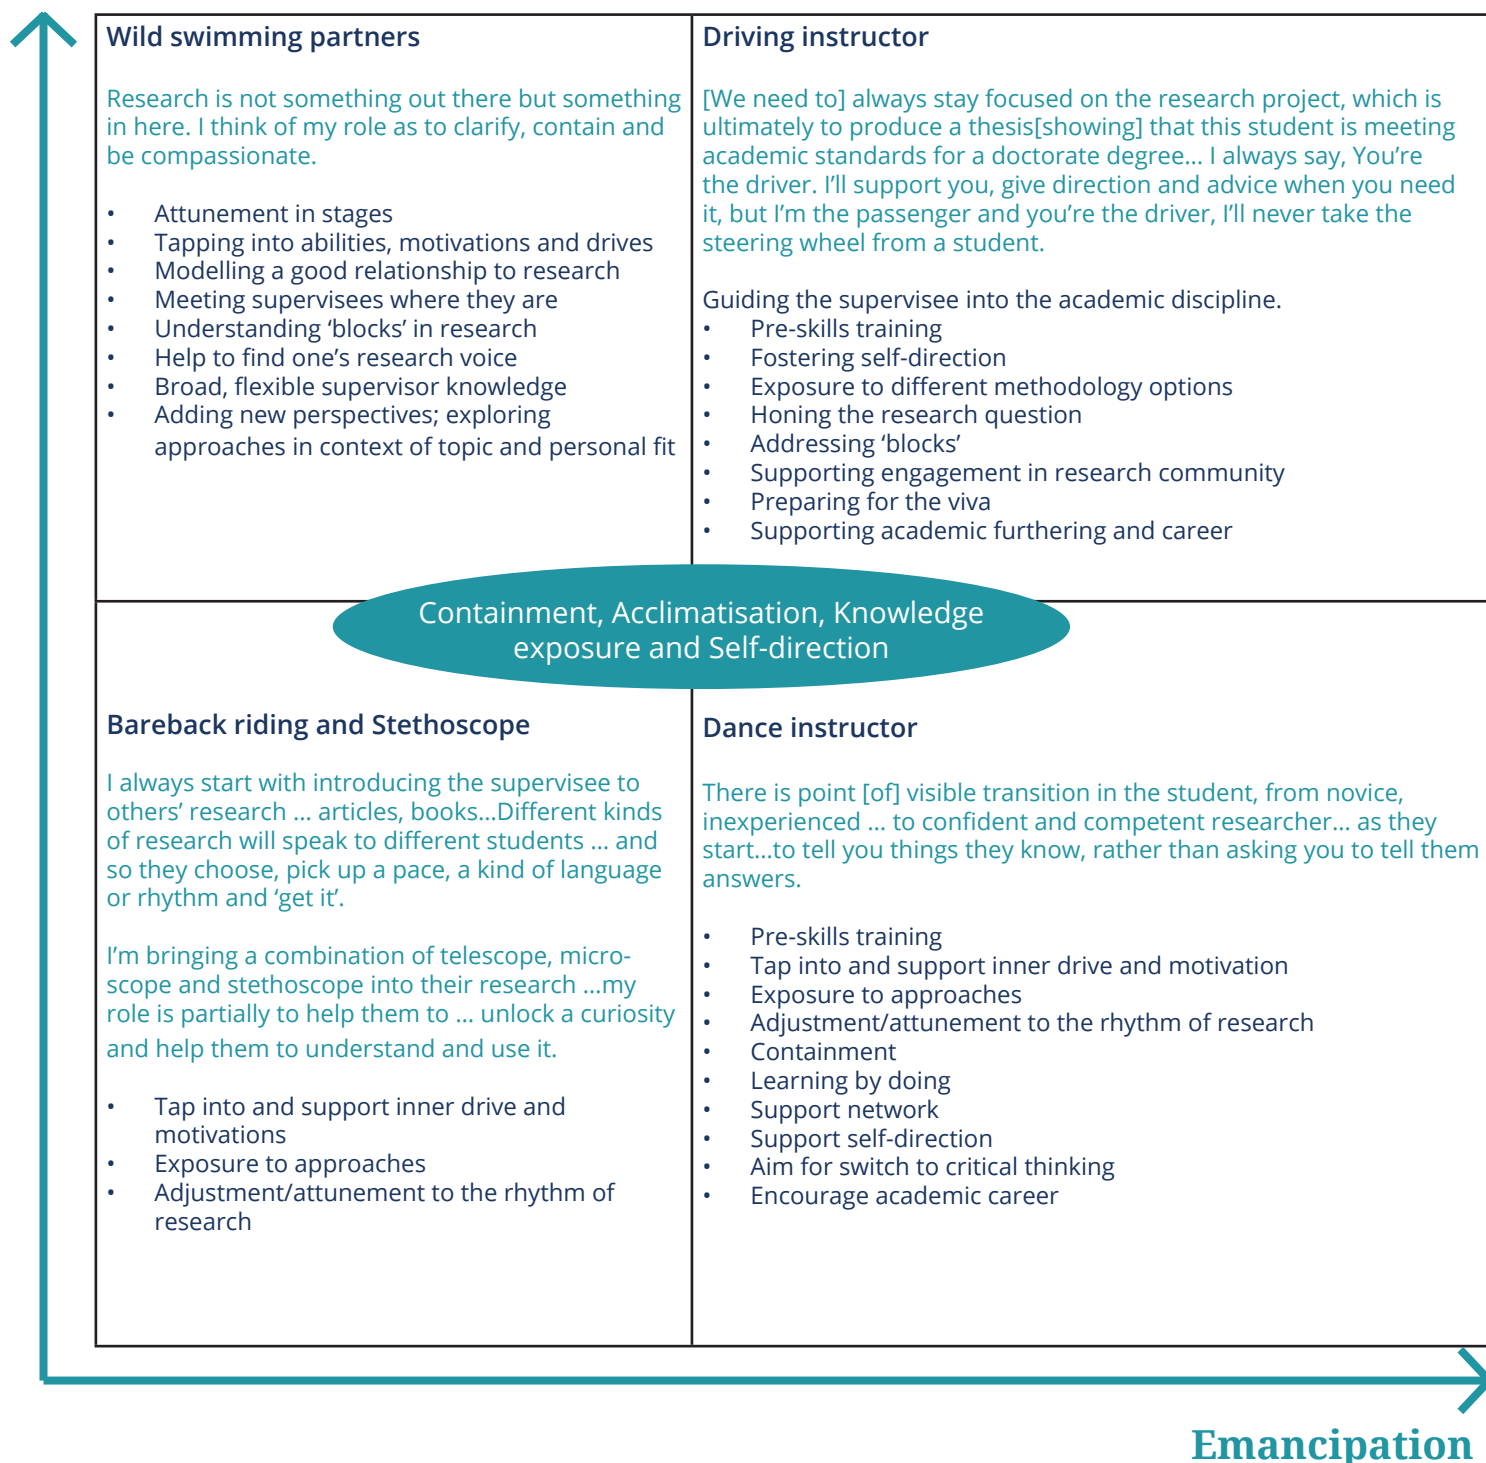 Wild swimming partners
Research is not something out there but something
in here. I think of my role as to clarify, contain and
be compassionate.
• Attunement in stages
• Tapping into abilities, motivations and drives
• Modelling a good relationship to research
• Meeting supervisees where they are
• Understanding ‘blocks’ in research
• Help to find one’s research voice
• Broad, flexible supervisor knowledge
• Adding new perspectives; exploring
approaches in context of topic and personal fit
Driving instructor
[We need to] always stay focused on the research project, which is
ultimately to produce a thesis[showing] that this student is meeting
academic standards for a doctorate degree… I always say, You’re
the driver. I’ll support you, give direction and advice when you need
it, but I’m the passenger and you’re the driver, I’ll never take the
steering wheel from a student.
Guiding the supervisee into the academic discipline.
• Pre-skills training
• Fostering self-direction
• Exposure to different methodology options
• Honing the research question
• Addressing ‘blocks’
• Supporting engagement in research community
• Preparing for the viva
• Supporting academic furthering and career
Containment, Acclimatisation, Knowledge
exposure and Self-direction
Bareback riding and Stethoscope
I always start with introducing the supervisee to
others’ research … articles, books…Different kinds
of research will speak to different students … and
so they choose, pick up a pace, a kind of language
or rhythm and ‘get it’.
I’m bringing a combination of telescope, micro-
scope and stethoscope into their research …my
role is partially to help them to … unlock a curiosity
and help them to understand and use it.
• Tap into and support inner drive and
motivations
• Exposure to approaches
• Adjustment/attunement to the rhythm of
research
Dance instructor
There is point [of] visible transition in the student, from novice,
inexperienced … to confident and competent researcher… as they
start…to tell you things they know, rather than asking you to tell them
answers.
• Pre-skills training
• Tap into and support inner drive and motivation
• Exposure to approaches
• Adjustment/attunement to the rhythm of research
• Containment
• Learning by doing
• Support network
• Support self-direction
• Aim for switch to critical thinking
• Encourage academic career
Emancipation